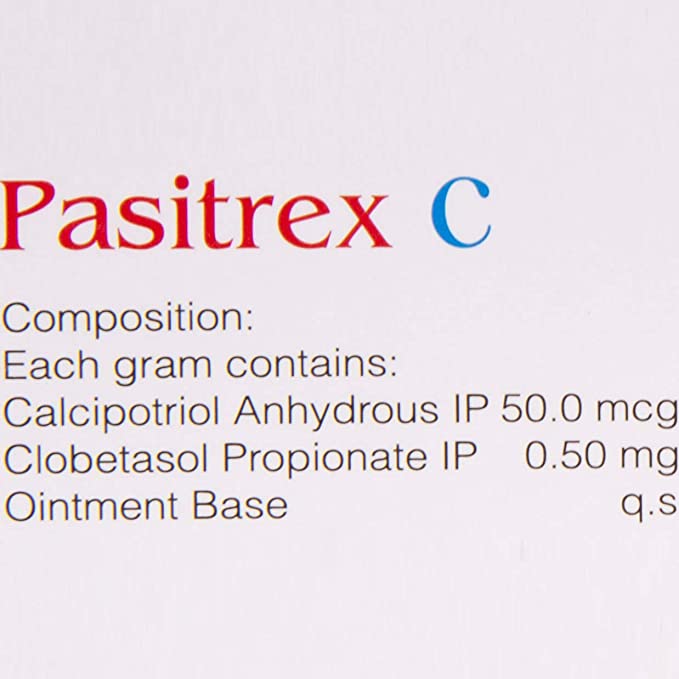 Pasitrex C
Composition:
Each gram contains:
Calcipotriol Anhydrous IP 50.0 mcg
Clobetasol Propionate IP 0.50 mg
Ointment Base q.s